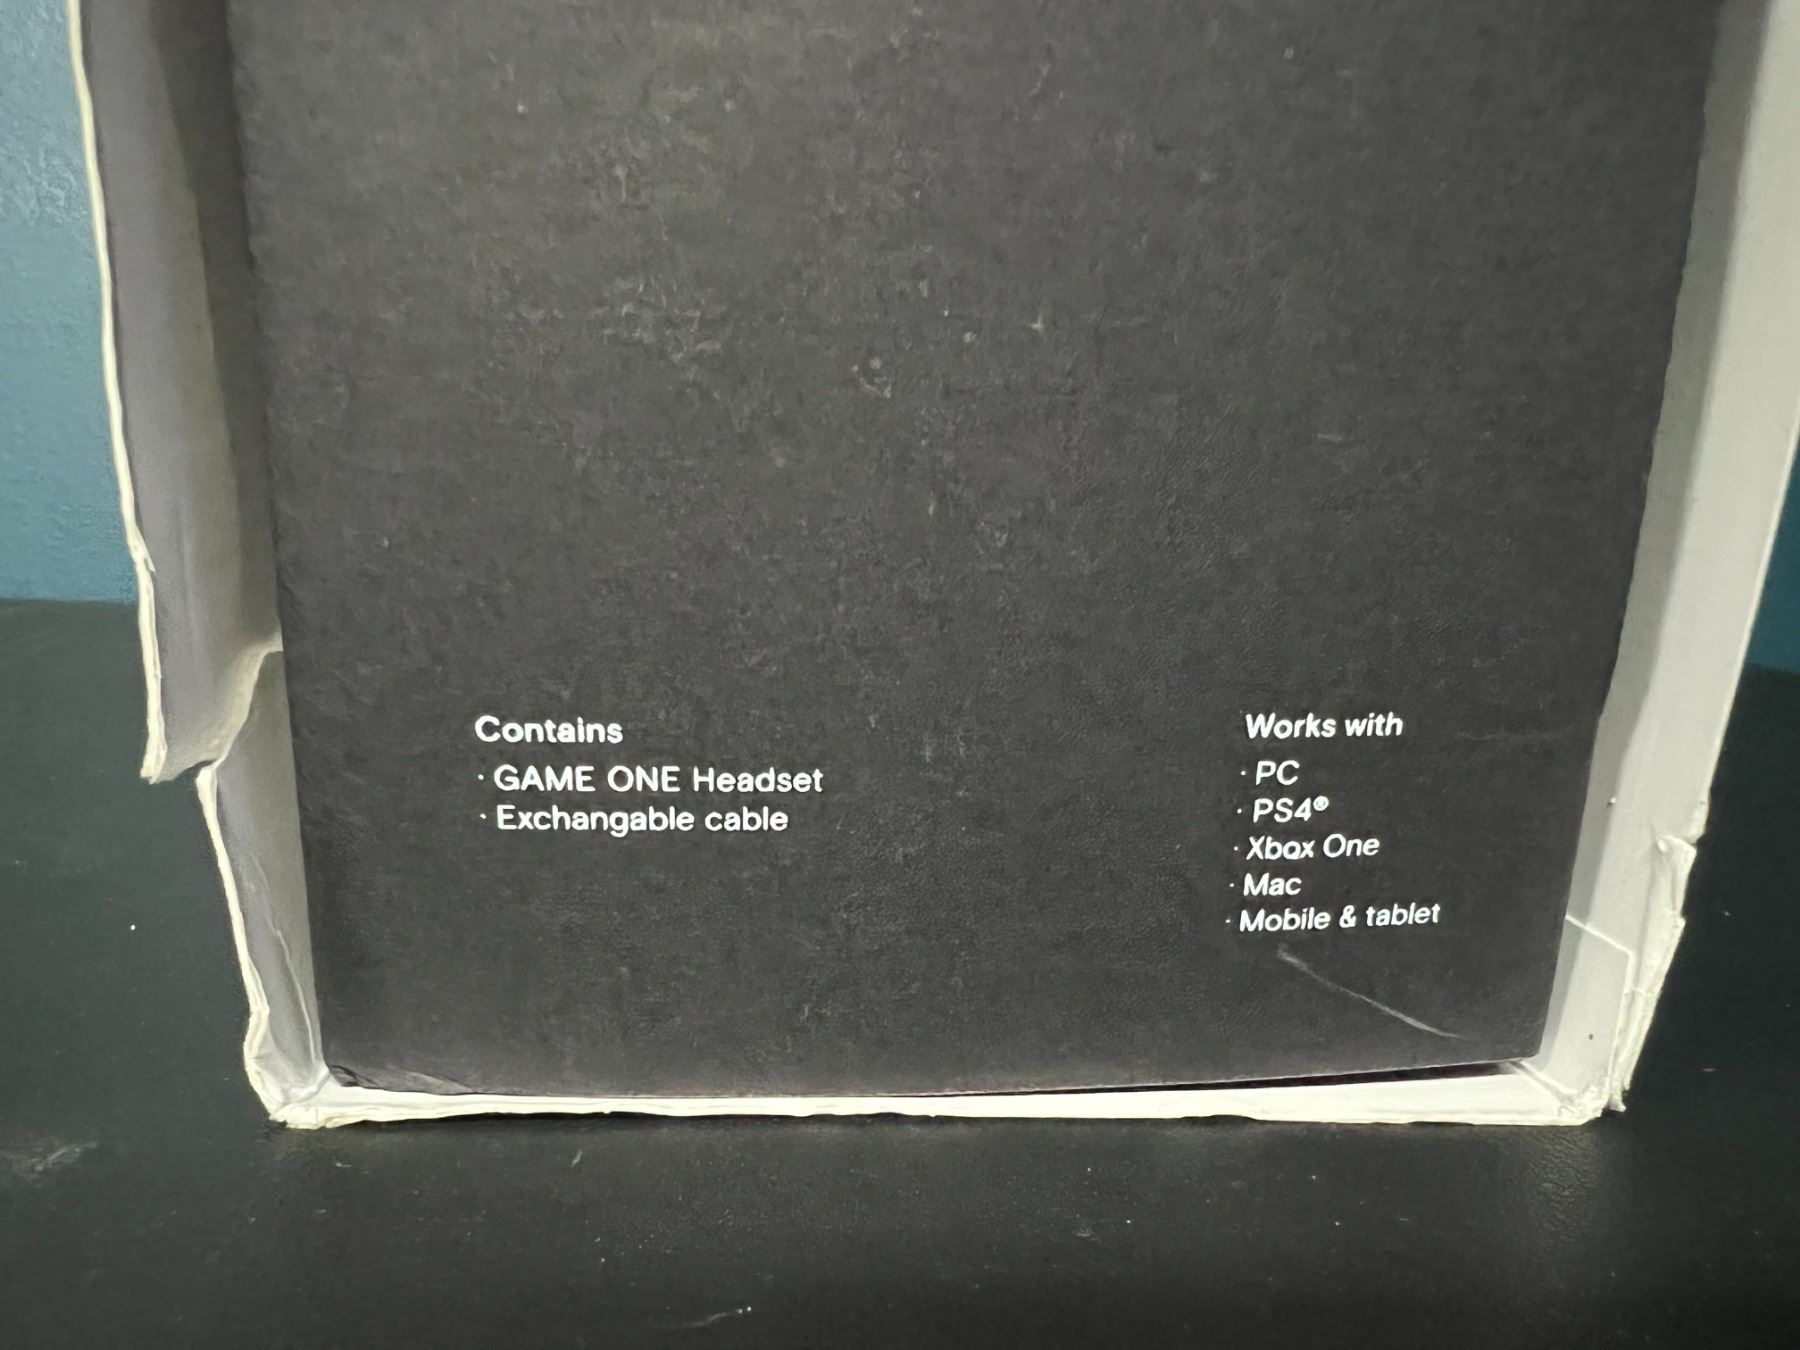 Contains
· GAME ONE Headset
· Exchangable cable
Works with
· PC
· PS4®
· Xbox One
· Mac
· Mobile & tablet